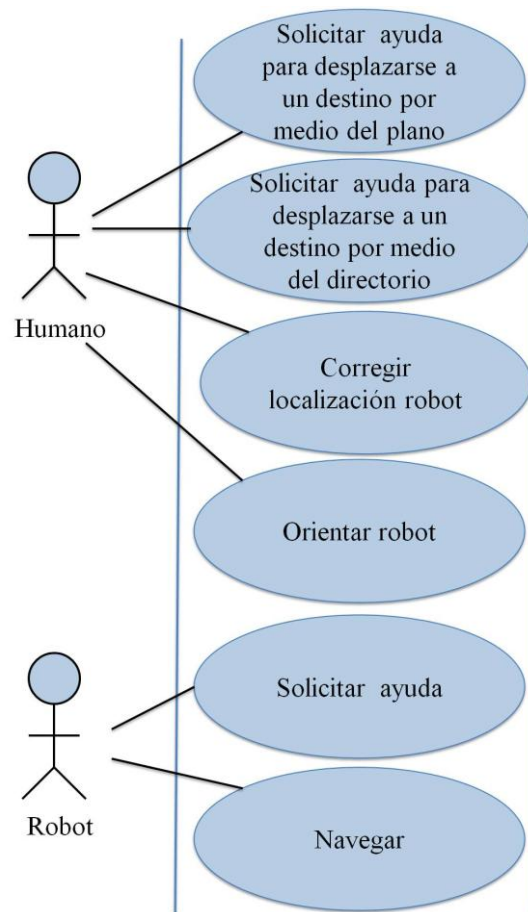 Solicitar ayuda
para desplazarse a
un destino por
medio del plano
Solicitar ayuda para
desplazarse a un
destino por medio
del directorio
Humano
Corregir
localización robot
Orientar robot
Solicitar ayuda
Robot
Navegar